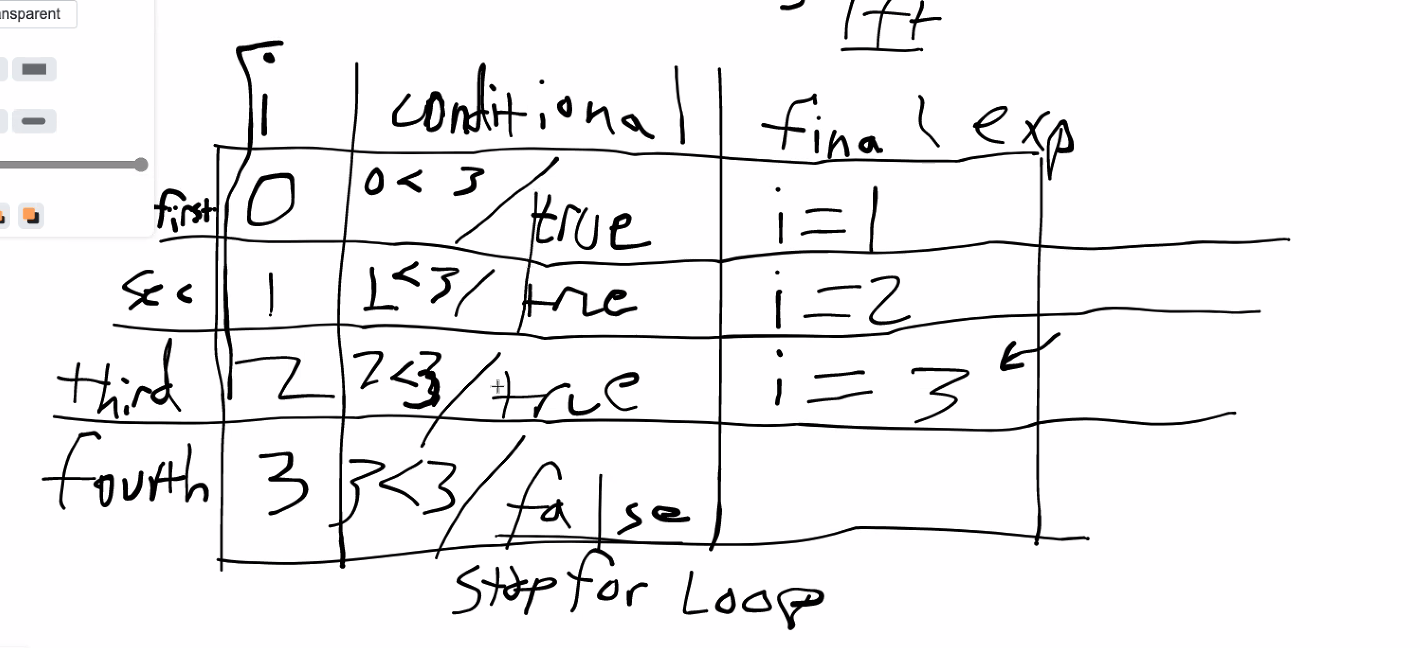 ansparent
i conditional final exp
first 0 0 < 3 / true i = 1
sec 1 1 < 3 / true i = 2
third 2 2 < 3 / true i = 3
fourth 3 3 < 3 / false
Stop for Loop